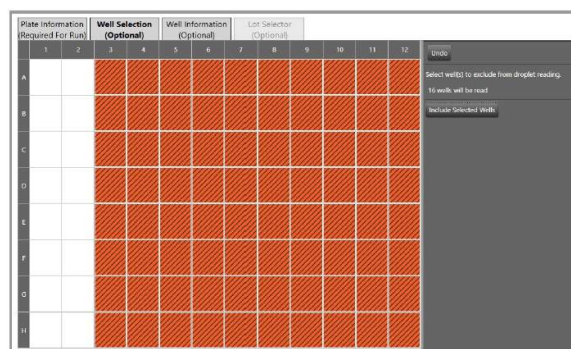 Plate Information
(Required For Run)
Well Selection
(Optional)
Well Information
(Optional)
Lot Selector
(Optional)
1 2 3 4 5 6 7 8 9 10 11 12
A
B
C
D
E
F
G
H
Undo
Select well(s) to exclude from droplet reading.
16 wells will be read
Include Selected Wells